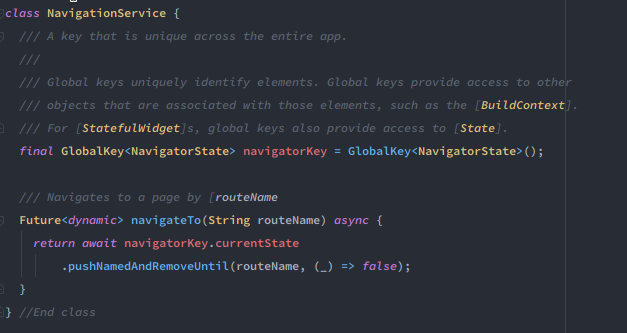 class NavigationService {
/// A key that is unique across the entire app.
///
/// Global keys uniquely identify elements. Global keys provide access to other
/// objects that are associated with those elements, such as the [BuildContext].
/// For [StatefulWidget]s, global keys also provide access to [State].
final GlobalKey<NavigatorState> navigatorKey = GlobalKey<NavigatorState>();
/// Navigates to a page by [routeName
Future<dynamic> navigateTo(String routeName) async {
return await navigatorKey.currentState
.pushNamedAndRemoveUntil(routeName, (_) => false);
}
} //End class